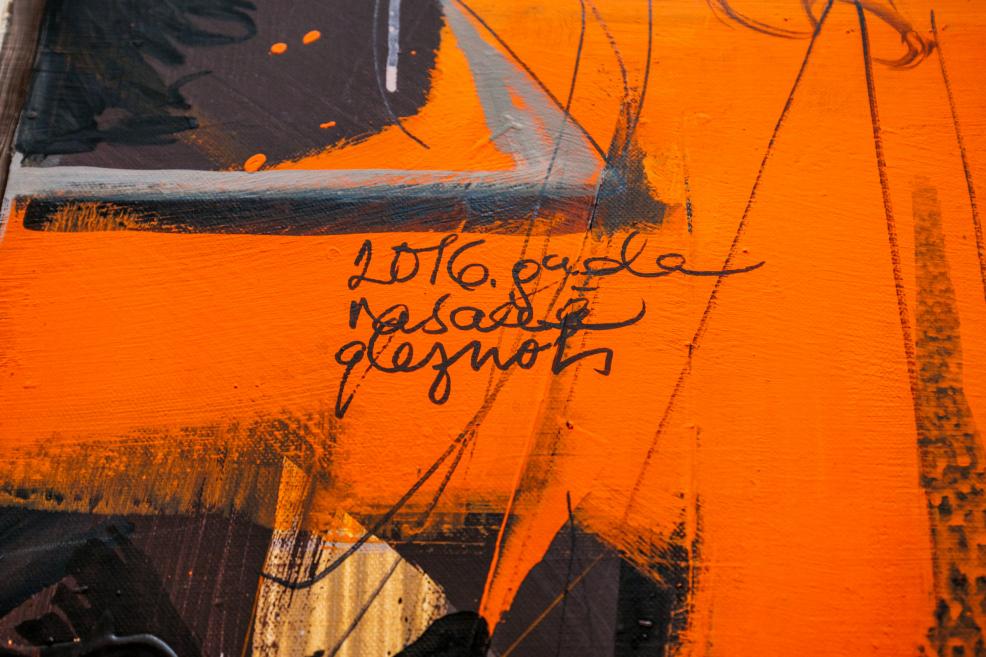 2016. gada
vasarā
gleznots